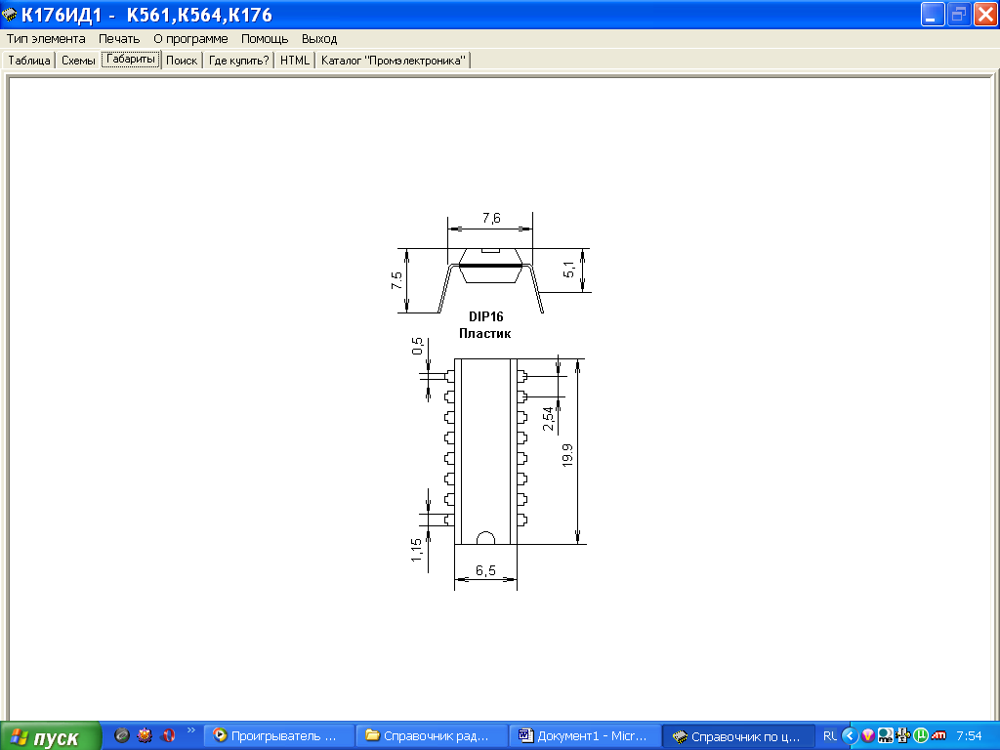 К176ИД1 - К561,К564,К176
Тип элемента Печать О программе Помощь Выход
Таблица Схемы Габариты Поиск Где купить? HTML Каталог "Промэлектроника"
7,6
7.5
5,1
DIP16
Пластик
0,5
2,54
19.9
1,15
6,5
пуск » Проигрыватель ... Справочник рад... Документ1 - Micr... Справочник по ц... RL 7:54